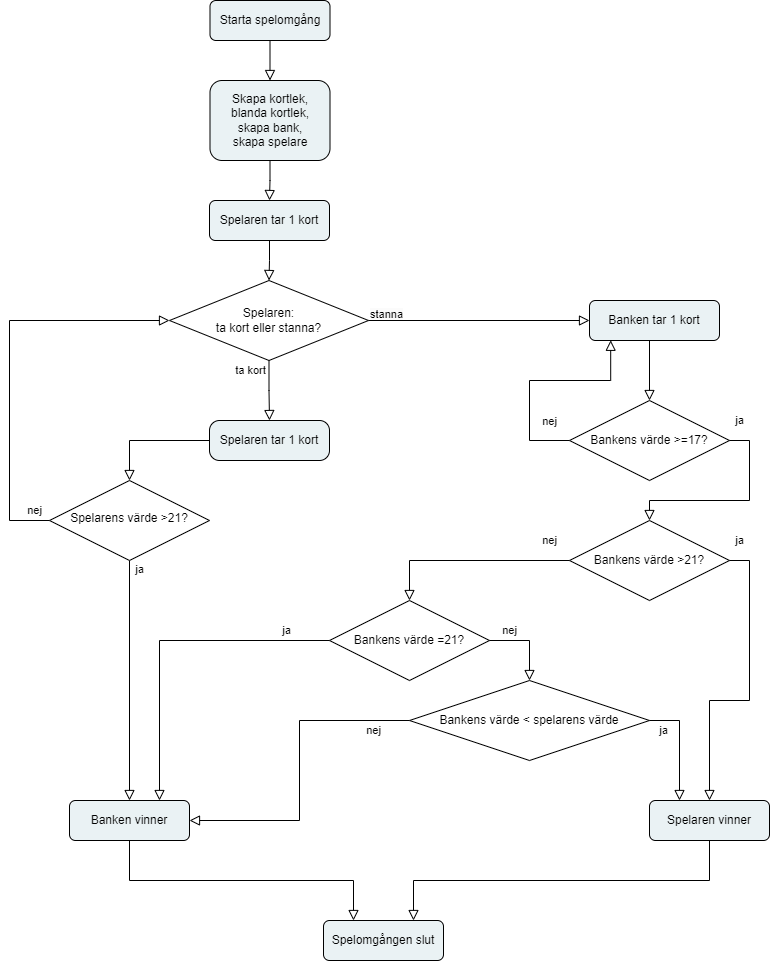 Starta spelomgång
Skapa kortlek,
blanda kortlek,
skapa bank,
skapa spelare
Spelaren tar 1 kort
Spelaren:
ta kort eller stanna?
stanna
Banken tar 1 kort
ta kort
nej
Bankens värde >=17?
ja
Spelaren tar 1 kort
nej
Spelarens värde >21?
ja
nej
Bankens värde >21?
ja
ja
Bankens värde =21?
nej
Bankens värde < spelarens värde
nej
ja
Banken vinner
Spelaren vinner
Spelomgången slut